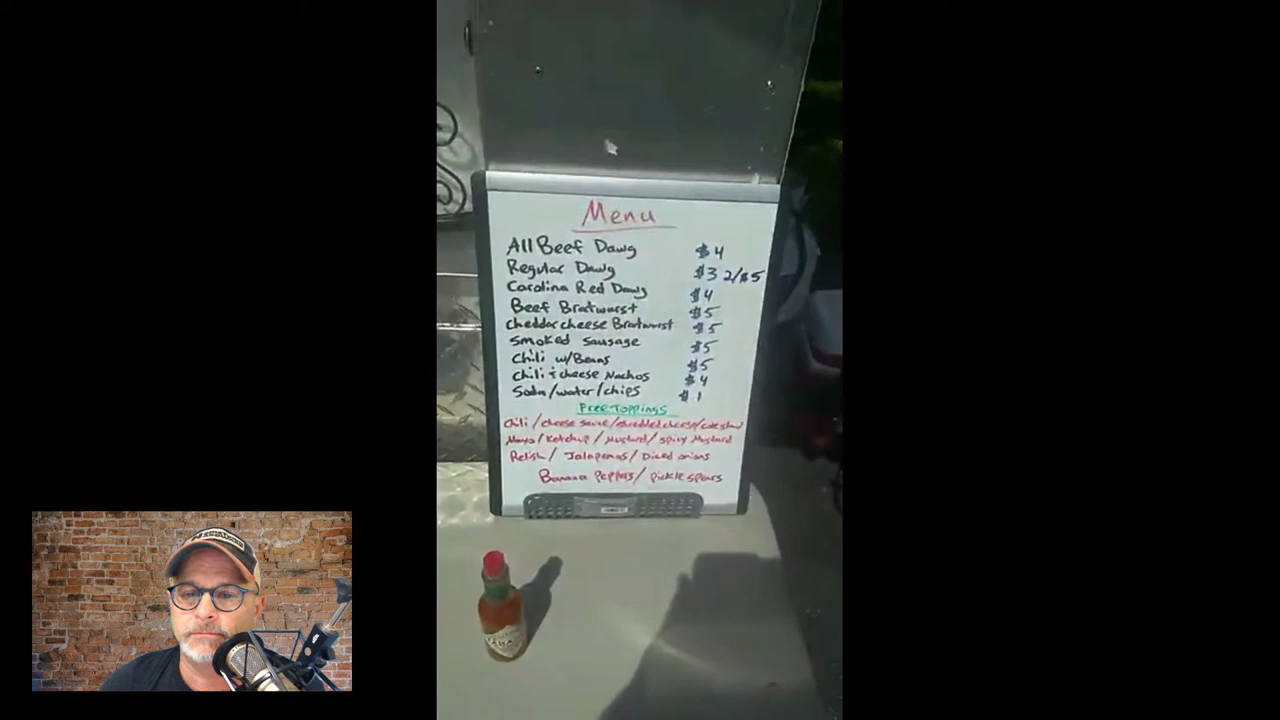 Menu
All Beef Dawg $4
Regular Dawg $3 2/$5
Carolina Red Dawg $4
Beef Bratwurst $5
cheddar cheese Bratwurst $5
Smoked Sausage $5
Chili w/Beans $5
Chili & cheese Nachos $4
Soda/water/chips $1
Free Toppings
Chili/cheese sauce/shredded cheese/coleslaw
Mayo/Ketchup/Mustard/spicy Mustard
Relish/Jalapenos/Diced onions
Banana Peppers/pickle spears